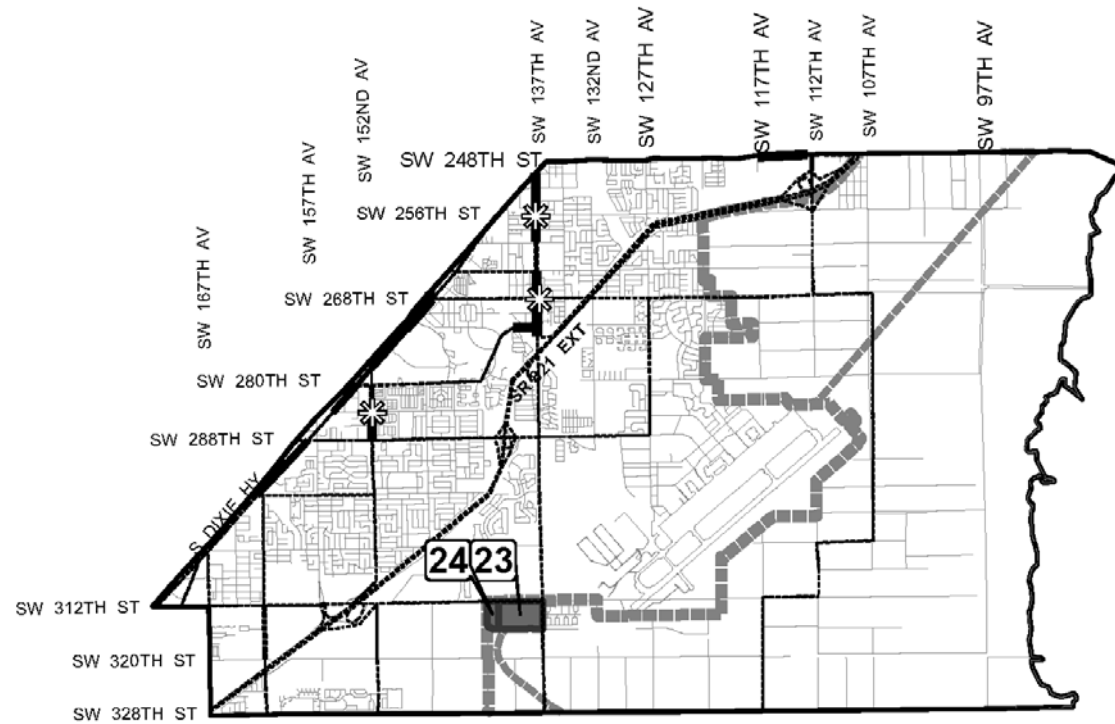 SW 137TH AV
SW 132ND AV
SW 127TH AV
SW 117TH AV
SW 112TH AV
SW 107TH AV
SW 97TH AV
SW 152ND AV
SW 157TH AV
SW 167TH AV
SW 248TH ST
SW 256TH ST
SW 268TH ST
SW 280TH ST
SW 288TH ST
SR 821 EXT
S DIXIE HY
24 23
SW 312TH ST
SW 320TH ST
SW 328TH ST